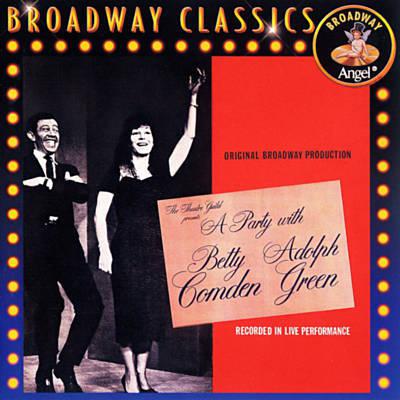 BROADWAY CLASSICS
BROADWAY
Angel®
ORIGINAL BROADWAY PRODUCTION
The Theatre Guild
presents
A Party with
Betty Adolph
Comden Green
RECORDED IN LIVE PERFORMANCE